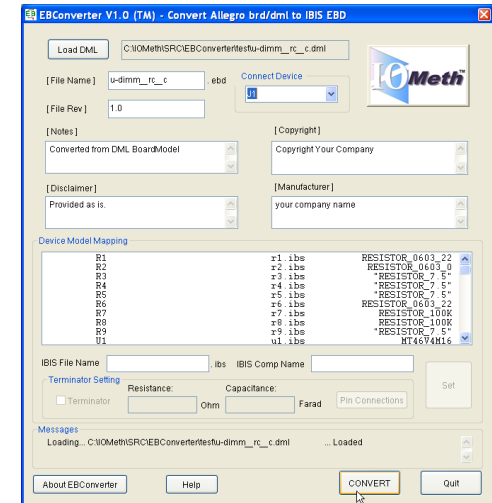 EBConverter V1.0 (TM) - Convert Allegro brd/dml to IBIS EBD
Load DML C:\IOMeth\SRC\EBConverter\tesfu-dimm_rc_c.dml
[File Name] u-dimm__rc__c . ebd Connect Device
J1
IOMeth
[File Rev] 1.0
[Notes] [Copyright]
Converted from DML BoardModel Copyright Your Company
[Disclaimer] [Manufacturer]
Provided as is. your company name
Device Model Mapping
R1 r1.ibs RESISTOR_0603_22
R2 r2.ibs RESISTOR_0603_0
R3 r3.ibs "RESISTOR_7.5"
R4 r4.ibs "RESISTOR_7.5"
R5 r5.ibs "RESISTOR_7.5"
R6 r6.ibs RESISTOR_0603_22
R7 r7.ibs RESISTOR_100K
R8 r8.ibs RESISTOR_100K
R9 r9.ibs "RESISTOR_7.5"
U1 u1.ibs MT46V4M16
IBIS File Name . ibs IBIS Comp Name
Terminator Setting
Set
Resistance: Capacitance:
Terminator Ohm Farad Pin Connections
Messages
Loading... C:\IOMeth\SRC\EBConverter\tesfu-dimm_rc_c.dml ... Loaded
About EBConverter Help CONVERT Quit